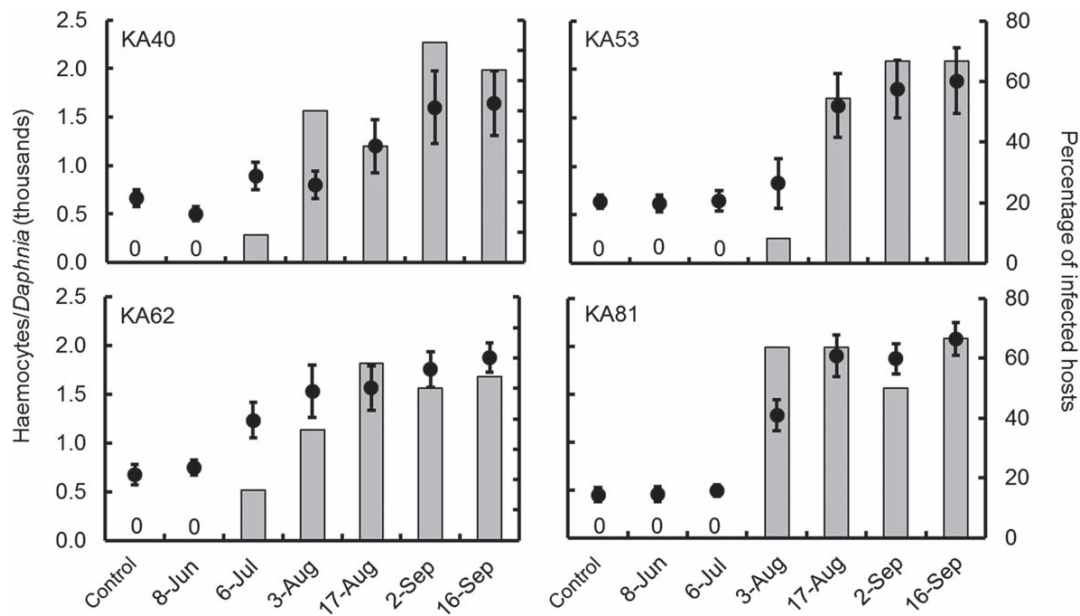 Haemocytes/Daphnia (thousands)
2.5
2.0
1.5
1.0
0.5
0.0
KA40
0 0
KA53
0 0 0
80
60
40
20
0
2.5
2.0
1.5
1.0
0.5
0.0
KA62
0 0
KA81
0 0 0
80
60
40
20
0
Percentage of infected hosts
Control 8-Jun 6-Jul 3-Aug 17-Aug 2-Sep 16-Sep
Control 8-Jun 6-Jul 3-Aug 17-Aug 2-Sep 16-Sep